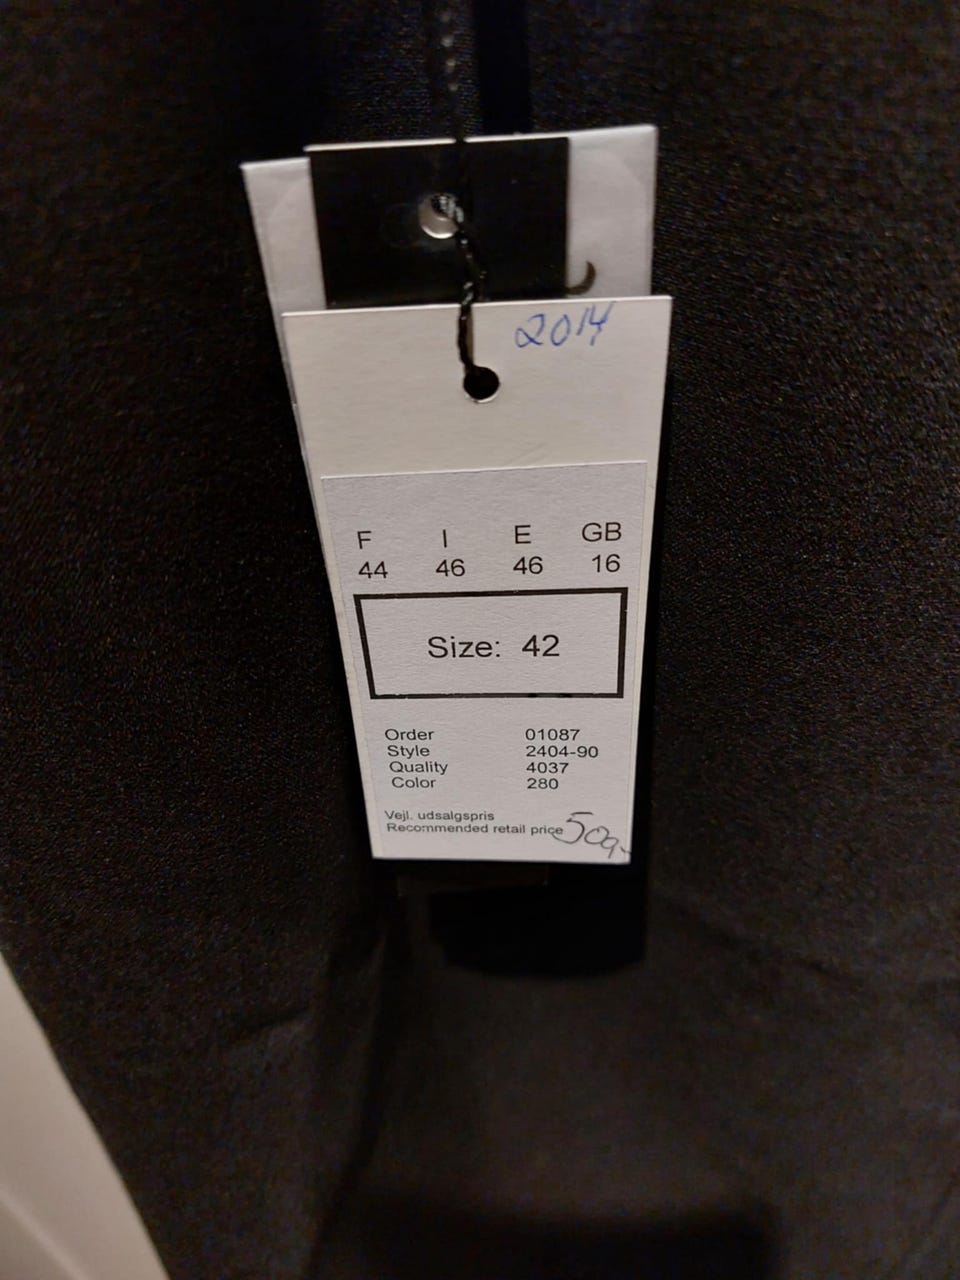 2014
F I E GB
44 46 46 16
Size: 42
Order 01087
Style 2404-90
Quality 4037
Color 280
Vejl. udsalgspris
Recommended retail price 500,-